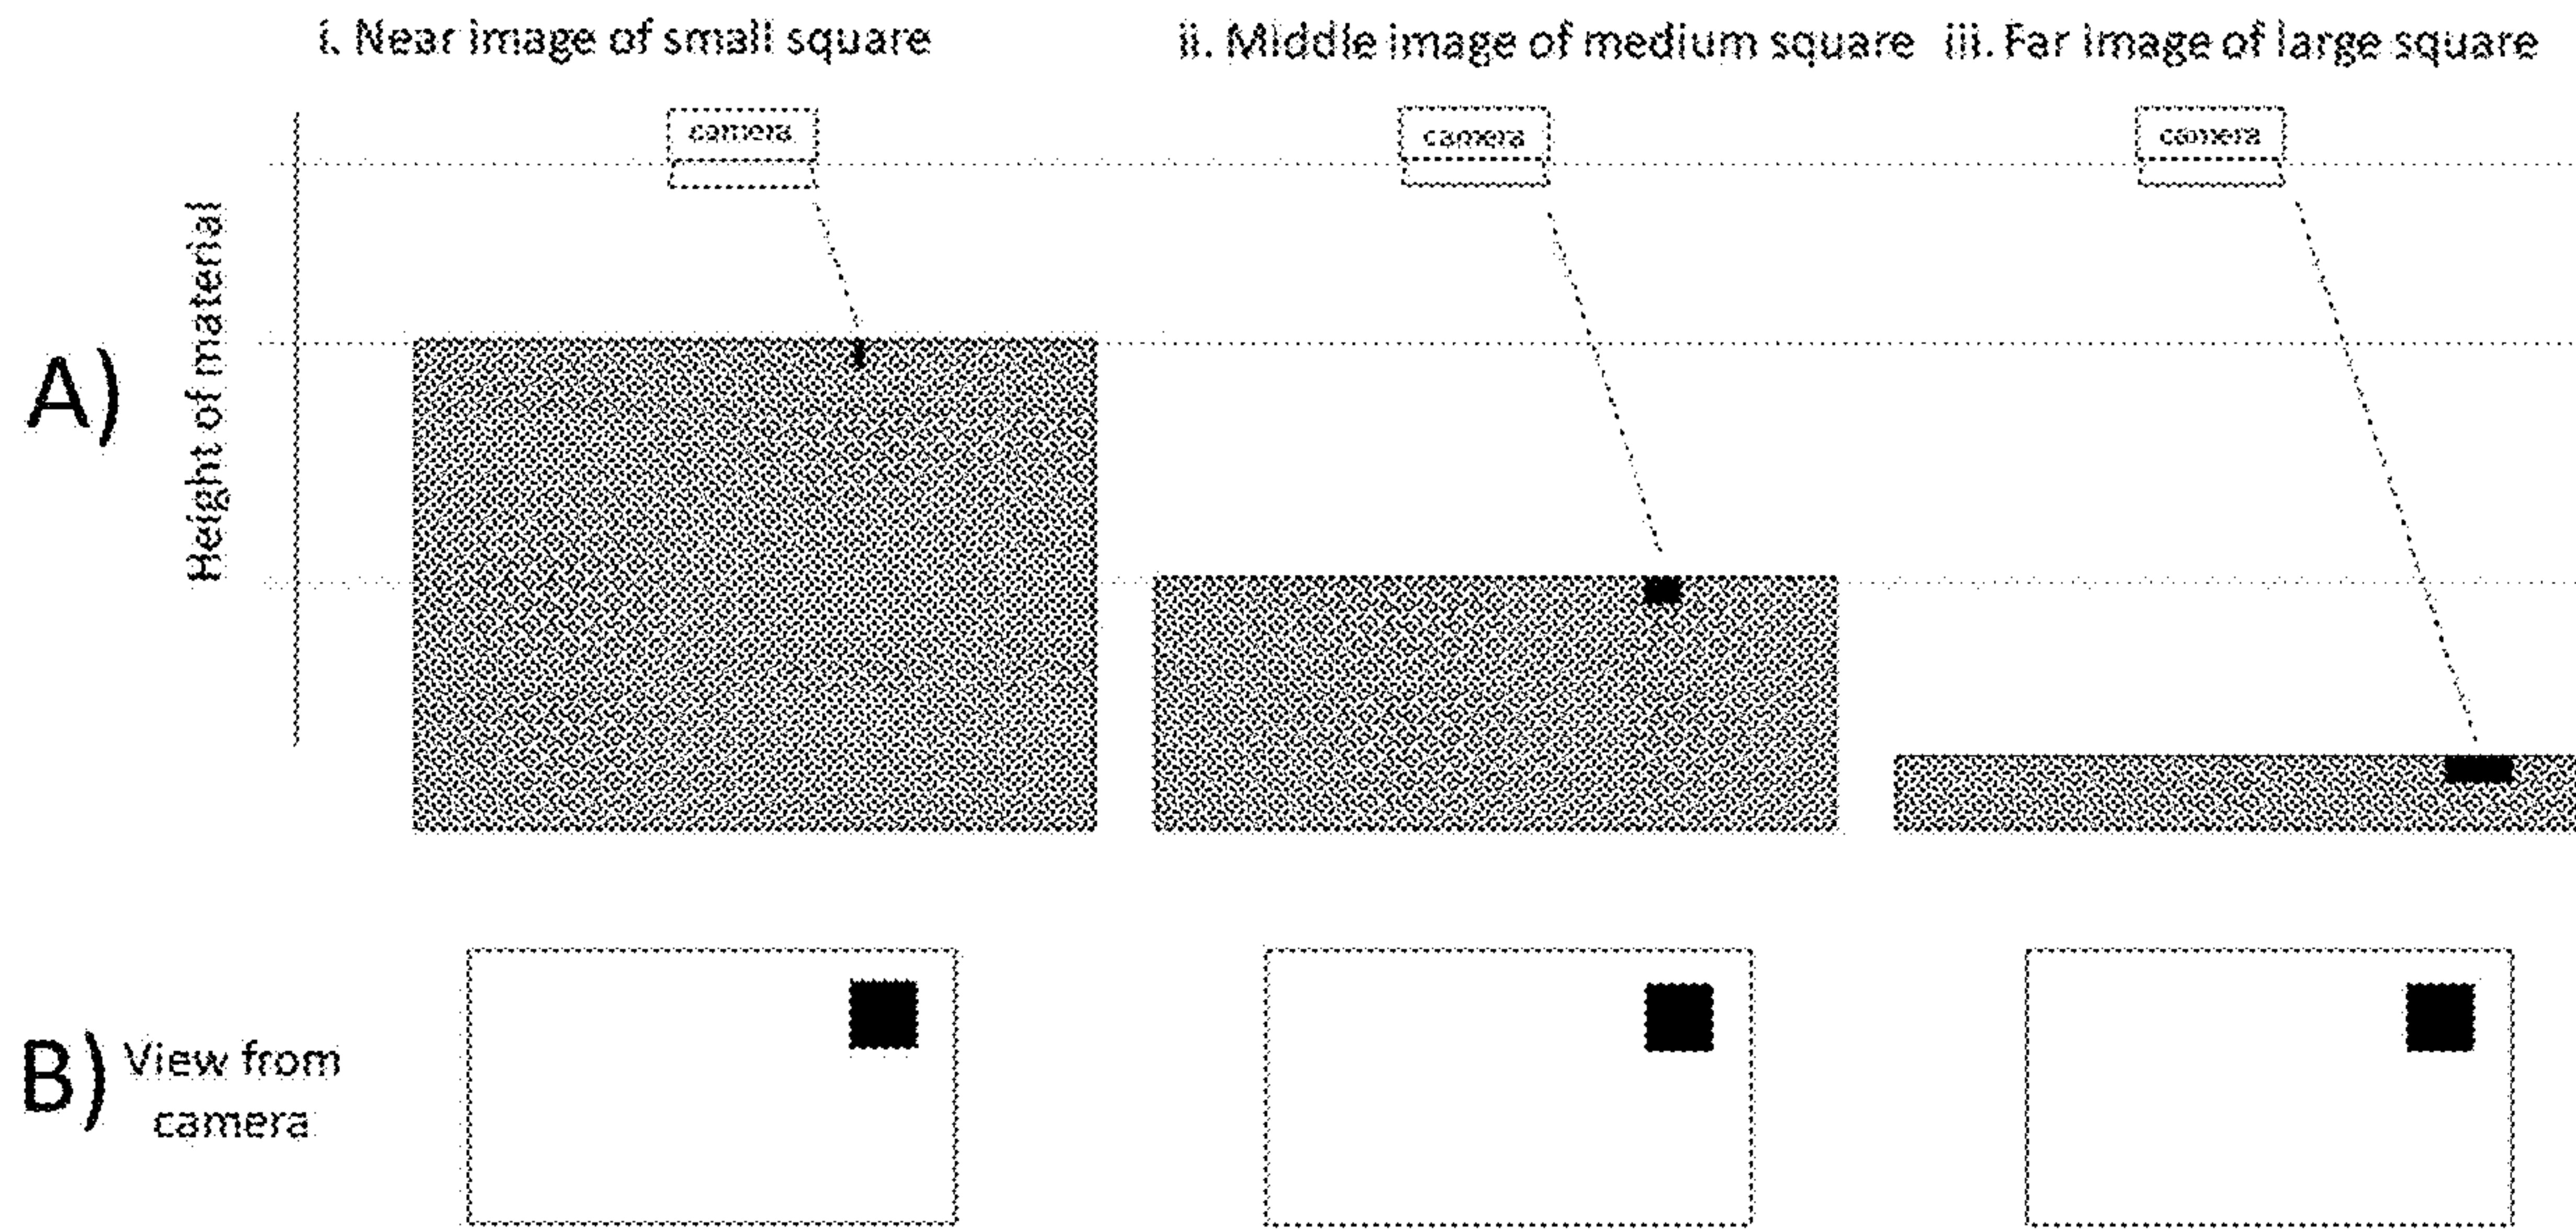 i. Near image of small square
ii. Middle image of medium square
iii. Far image of large square
camera
camera
camera
A)
Height of material
B)
View from
camera